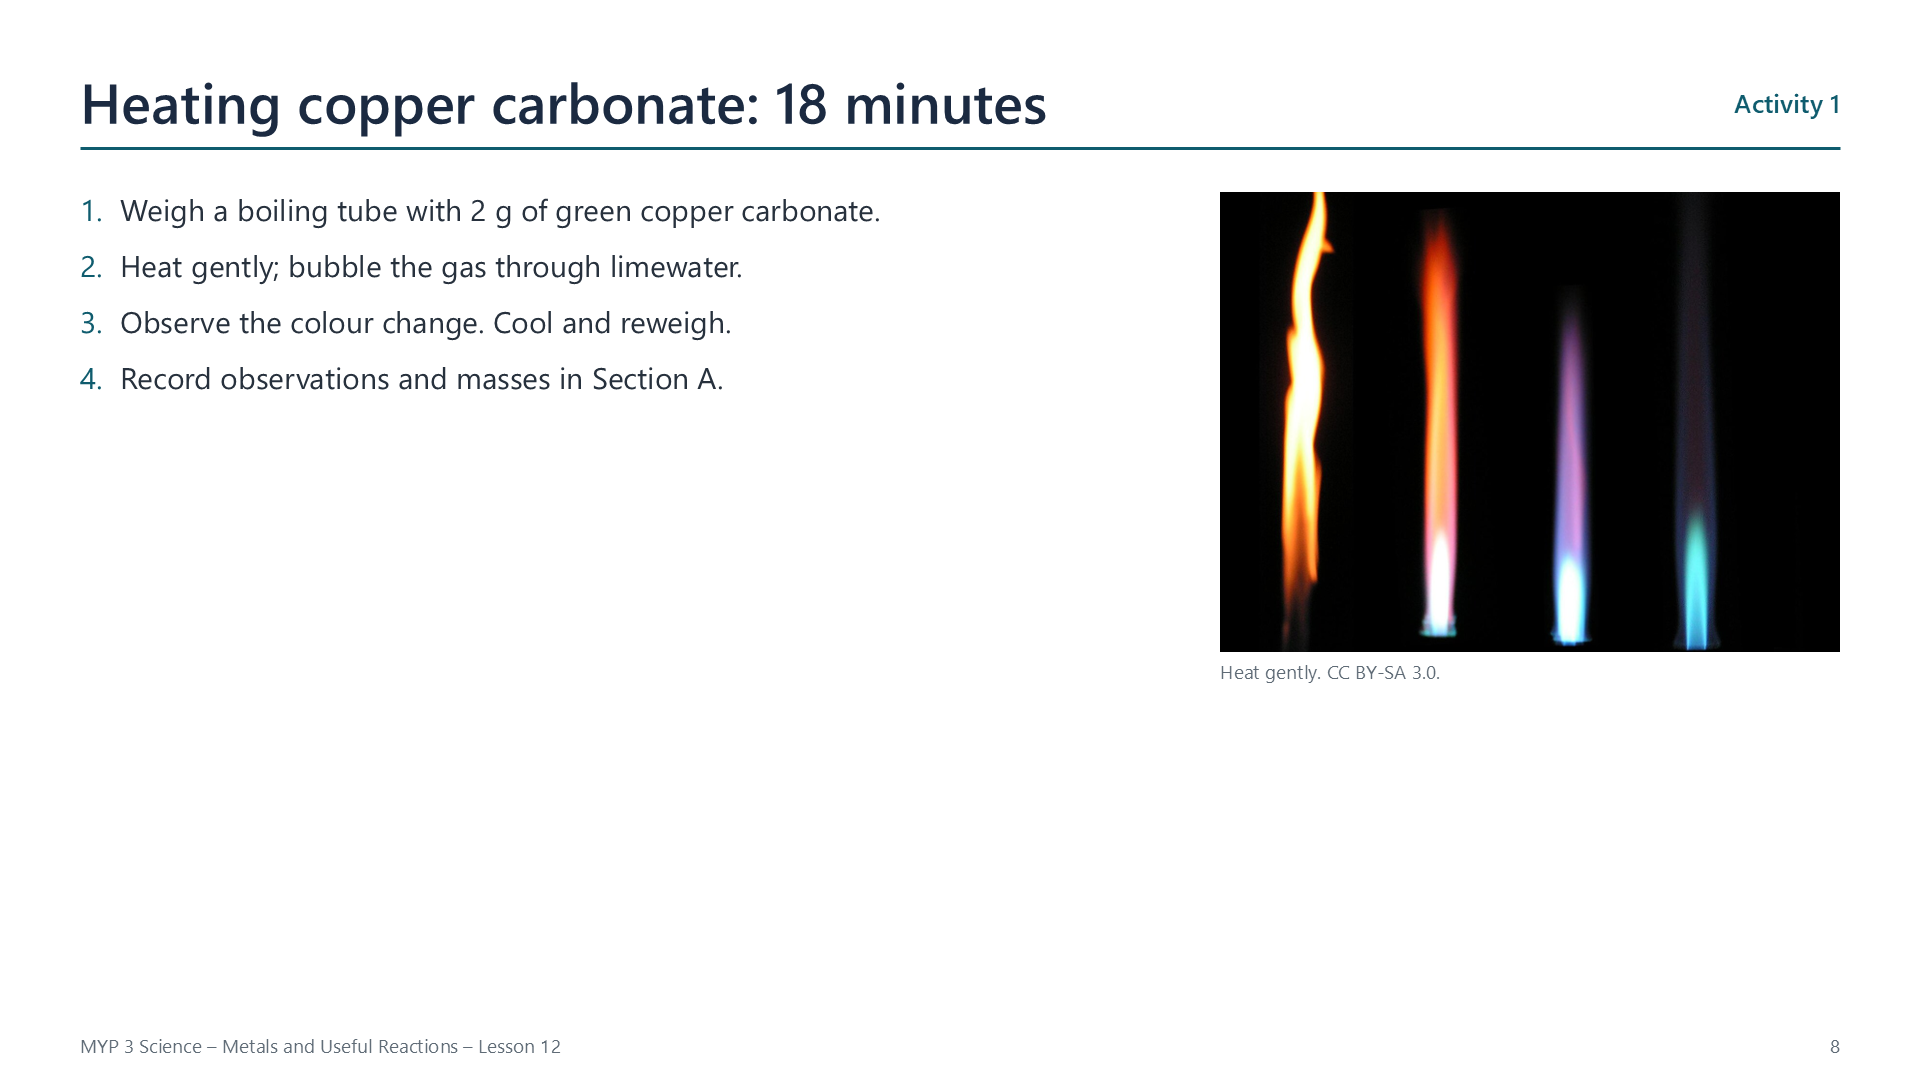 Heating copper carbonate: 18 minutes
Activity 1
1. Weigh a boiling tube with 2 g of green copper carbonate.
2. Heat gently; bubble the gas through limewater.
3. Observe the colour change. Cool and reweigh.
4. Record observations and masses in Section A.
Heat gently. CC BY-SA 3.0.
MYP 3 Science – Metals and Useful Reactions – Lesson 12
8